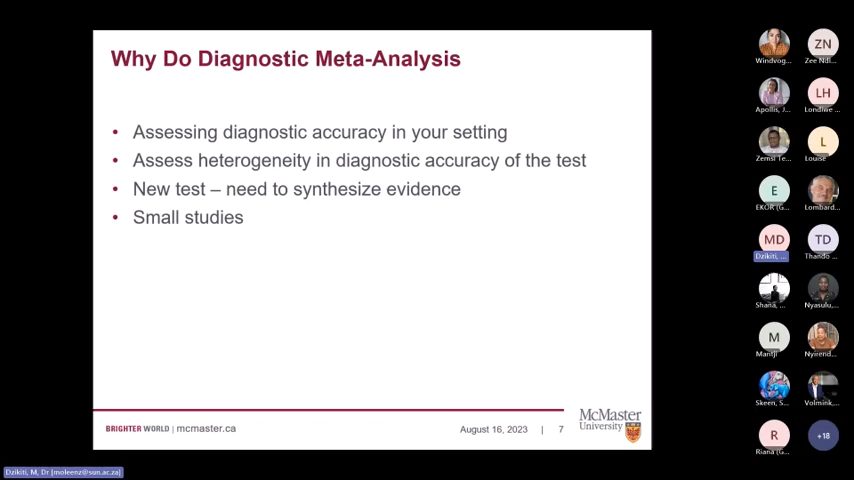 Why Do Diagnostic Meta-Analysis
• Assessing diagnostic accuracy in your setting
• Assess heterogeneity in diagnostic accuracy of the test
• New test – need to synthesize evidence
• Small studies
BRIGHTER WORLD | mcmaster.ca
August 16, 2023 | 7
McMaster
University
Windvog...
ZN
Zee Ndl...
Apollis, J...
LH
Londiwe ...
Zemsi Te...
L
Louise
E
EKOR (G...
Lombard...
MD
Dzikiti, ...
TD
Thando ...
Shana, ...
Nyasulu,...
M
Mantji
Nyirend...
Skeen, S...
Volmink,...
R
Riana (G...
+18
Dzikiti, M, Dr [moleenz@sun.ac.za]